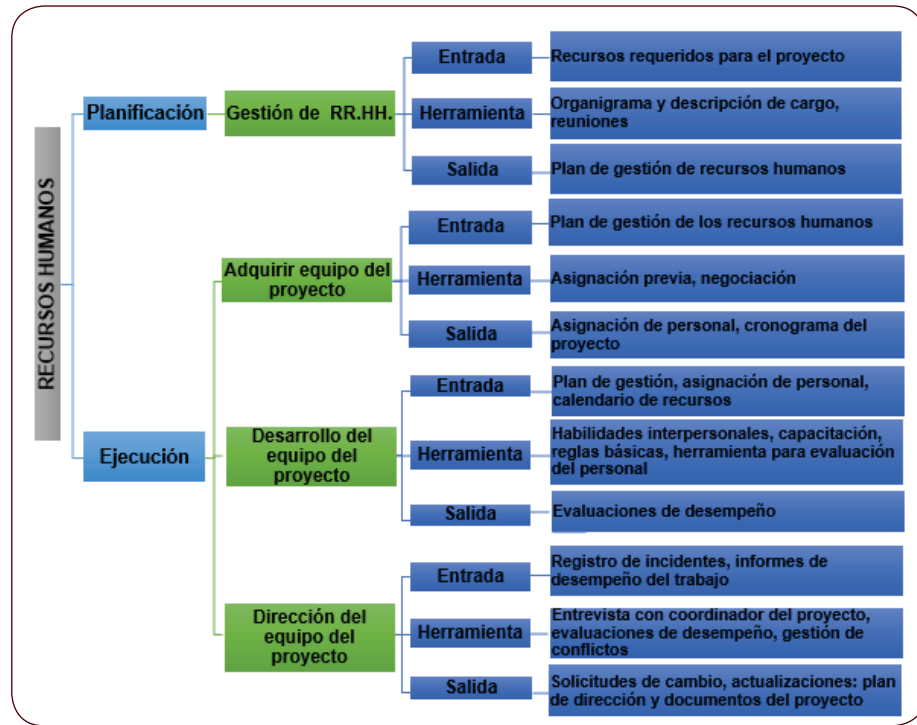 RECURSOS HUMANOS
Planificación
Gestión de RR.HH.
Entrada
Recursos requeridos para el proyecto
Herramienta
Organigrama y descripción de cargo,
reuniones
Salida
Plan de gestión de recursos humanos
Ejecución
Adquirir equipo del
proyecto
Entrada
Plan de gestión de los recursos humanos
Herramienta
Asignación previa, negociación
Salida
Asignación de personal, cronograma del
proyecto
Desarrollo del
equipo del
proyecto
Entrada
Plan de gestión, asignación de personal,
calendario de recursos
Herramienta
Habilidades interpersonales, capacitación,
reglas básicas, herramienta para evaluación
del personal
Salida
Evaluaciones de desempeño
Dirección del
equipo del
proyecto
Entrada
Registro de incidentes, informes de
desempeño del trabajo
Herramienta
Entrevista con coordinador del proyecto,
evaluaciones de desempeño, gestión de
conflictos
Salida
Solicitudes de cambio, actualizaciones: plan
de dirección y documentos del proyecto